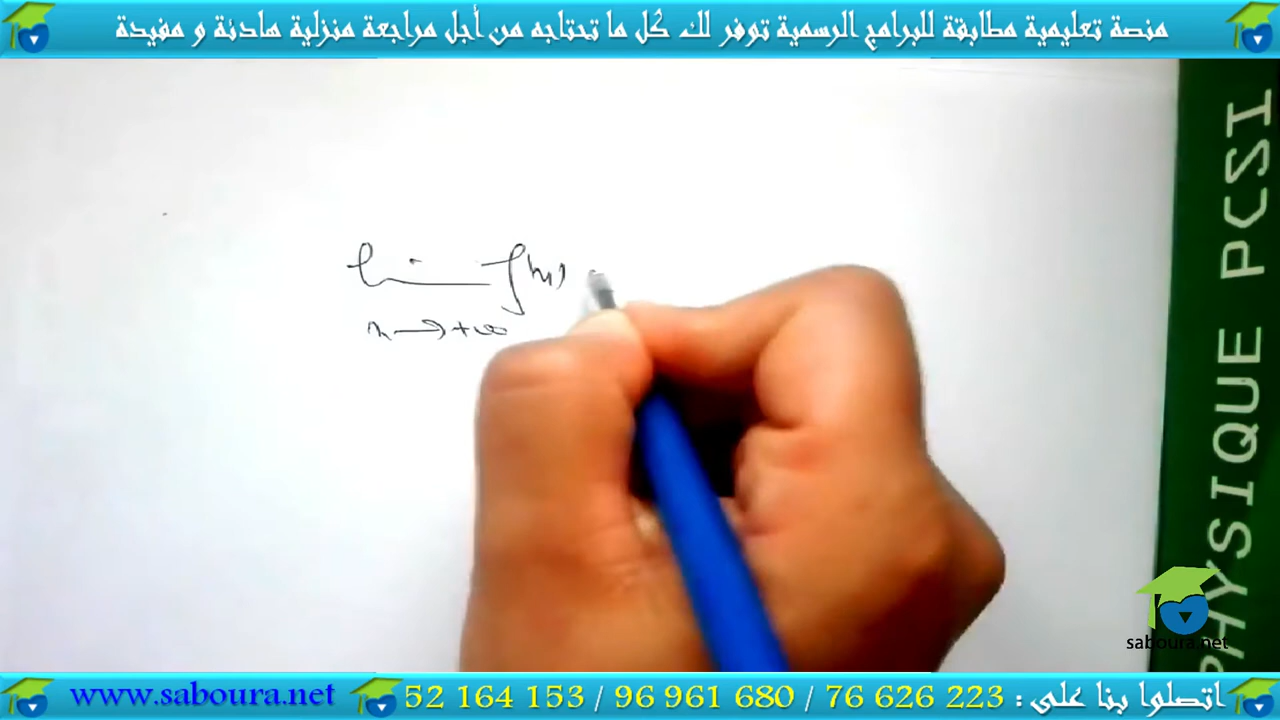 منصة تعليمية مطابقة للبرامج الرسمية توفر لك كل ما تحتاجه من أجل مراجعة منزلية هادئة و مفيدة
lim f(x)
x → +∞
PHYSIQUE PCSI
saboura.net
www.saboura.net اتصلوا بنا على : 52 164 153 / 96 961 680 / 76 626 223